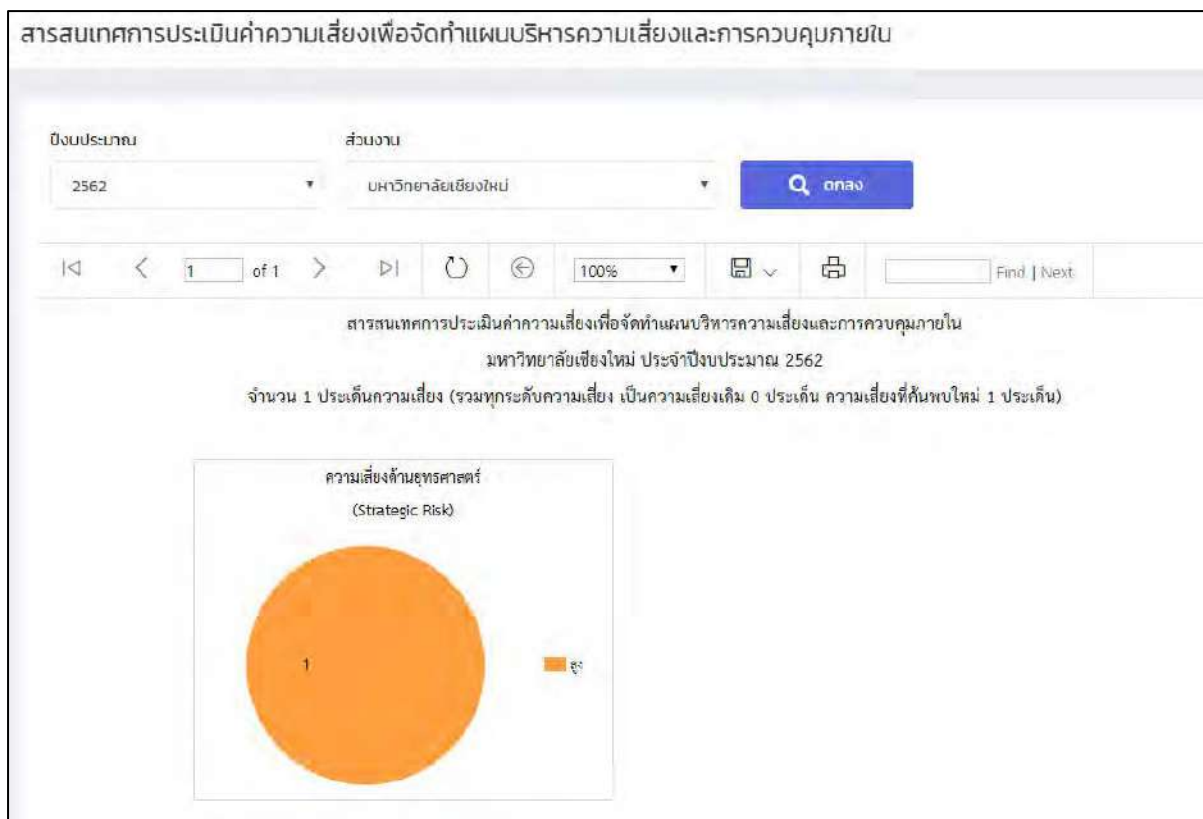 สารสนเทศการประเมินค่าความเสี่ยงเพื่อจัดทำแผนบริหารความเสี่ยงและการควบคุมภายใน
ปีงบประมาณ ส่วนงาน
2562 มหาวิทยาลัยเชียงใหม่ ตกลง
1 of 1 100% Find | Next
สารสนเทศการประเมินค่าความเสี่ยงเพื่อจัดทำแผนบริหารความเสี่ยงและการควบคุมภายใน
มหาวิทยาลัยเชียงใหม่ ประจำปีงบประมาณ 2562
จำนวน 1 ประเด็นความเสี่ยง (รวมทุกระดับความเสี่ยง เป็นความเสี่ยงเดิม 0 ประเด็น ความเสี่ยงที่ค้นพบใหม่ 1 ประเด็น)
ความเสี่ยงด้านยุทธศาสตร์
(Strategic Risk)
1
สูง